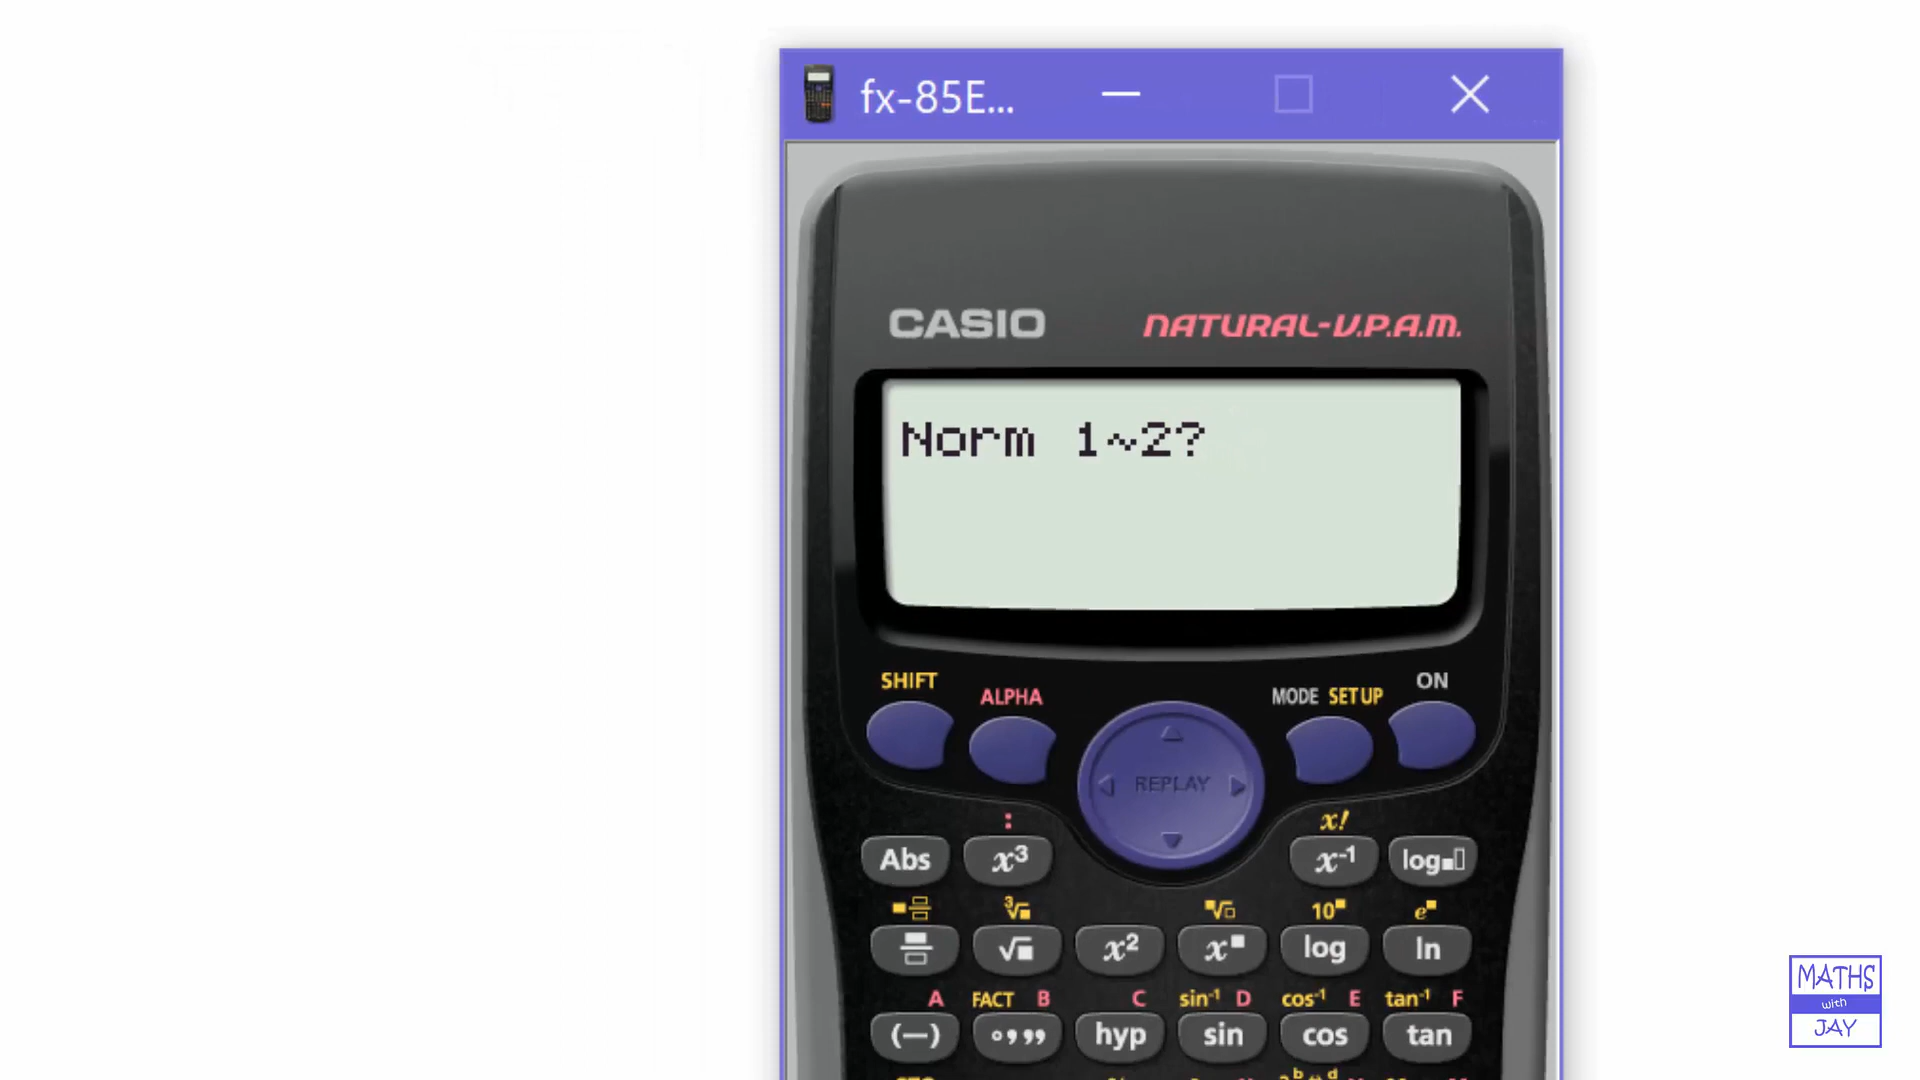 fx-85E...
CASIO NATURAL-V.P.A.M.
Norm 1~2?
SHIFT ALPHA MODE SETUP ON
REPLAY
: x!
Abs x³ x⁻¹ log■□
■⊟ ³√■ ■√□ 10■ e■
√■ x² x■ log ln
A FACT B C sin⁻¹ D cos⁻¹ E tan⁻¹ F
(−) °,,, hyp sin cos tan
MATHS
with
JAY